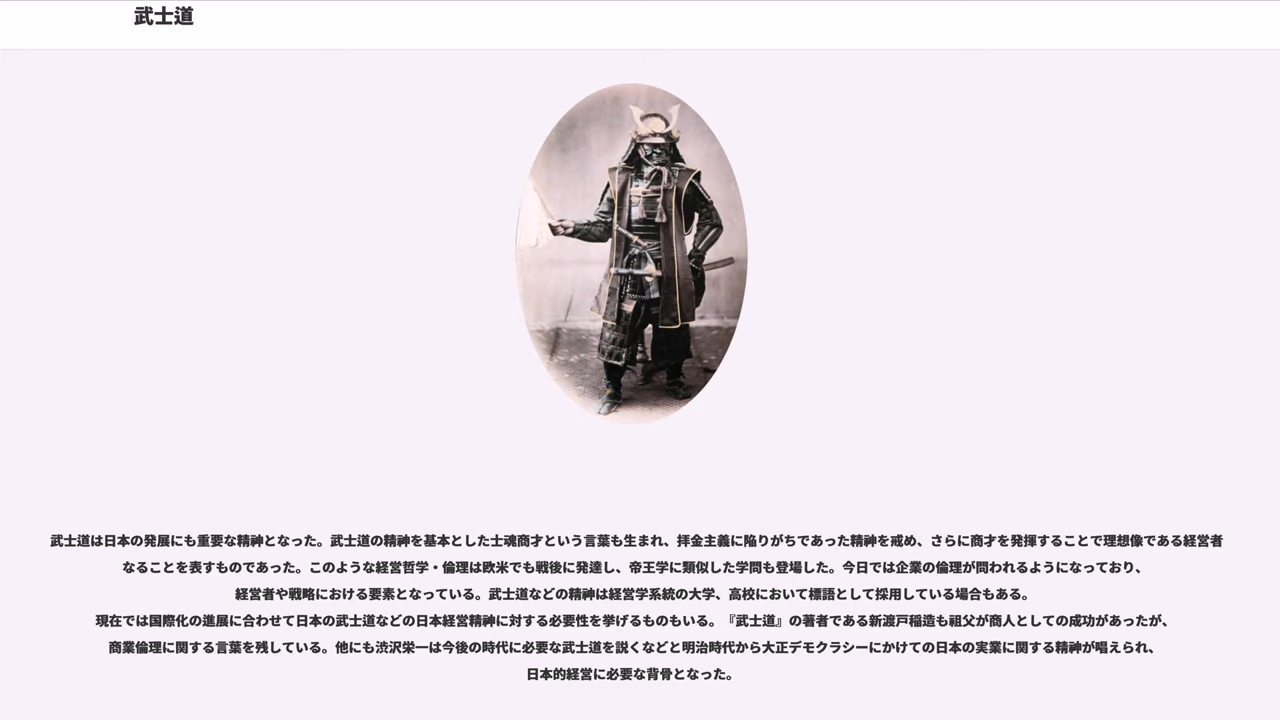 武士道
武士道は日本の発展にも重要な精神となった。武士道の精神を基本とした士魂商才という言葉も生まれ、拝金主義に陥りがちであった精神を戒め、さらに商才を発揮することで理想像である経営者
なることを表すものであった。このような経営哲学・倫理は欧米でも戦後に発達し、帝王学に類似した学問も登場した。今日では企業の倫理が問われるようになっており、
経営者や戦略における要素となっている。武士道などの精神は経営学系統の大学、高校において標語として採用している場合もある。
現在では国際化の進展に合わせて日本の武士道などの日本経営精神に対する必要性を挙げるものもいる。『武士道』の著者である新渡戸稲造も祖父が商人としての成功があったが、
商業倫理に関する言葉を残している。他にも渋沢栄一は今後の時代に必要な武士道を説くなどと明治時代から大正デモクラシーにかけての日本の実業に関する精神が唱えられ、
日本的経営に必要な背骨となった。